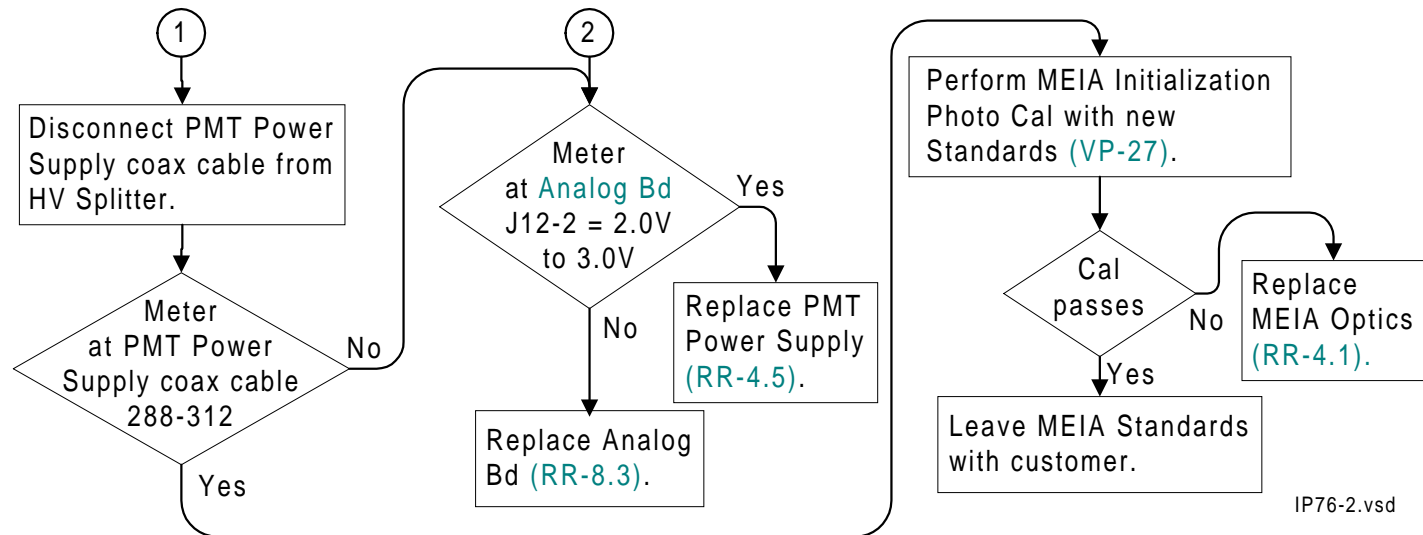 1
Disconnect PMT Power
Supply coax cable from
HV Splitter.
Meter
at PMT Power
Supply coax cable
288-312
No
Yes
2
Meter
at Analog Bd
J12-2 = 2.0V
to 3.0V
Yes
No
Replace PMT
Power Supply
(RR-4.5).
Replace Analog
Bd (RR-8.3).
Perform MEIA Initialization
Photo Cal with new
Standards (VP-27).
Cal
passes
No
Yes
Replace
MEIA Optics
(RR-4.1).
Leave MEIA Standards
with customer.
IP76-2.vsd